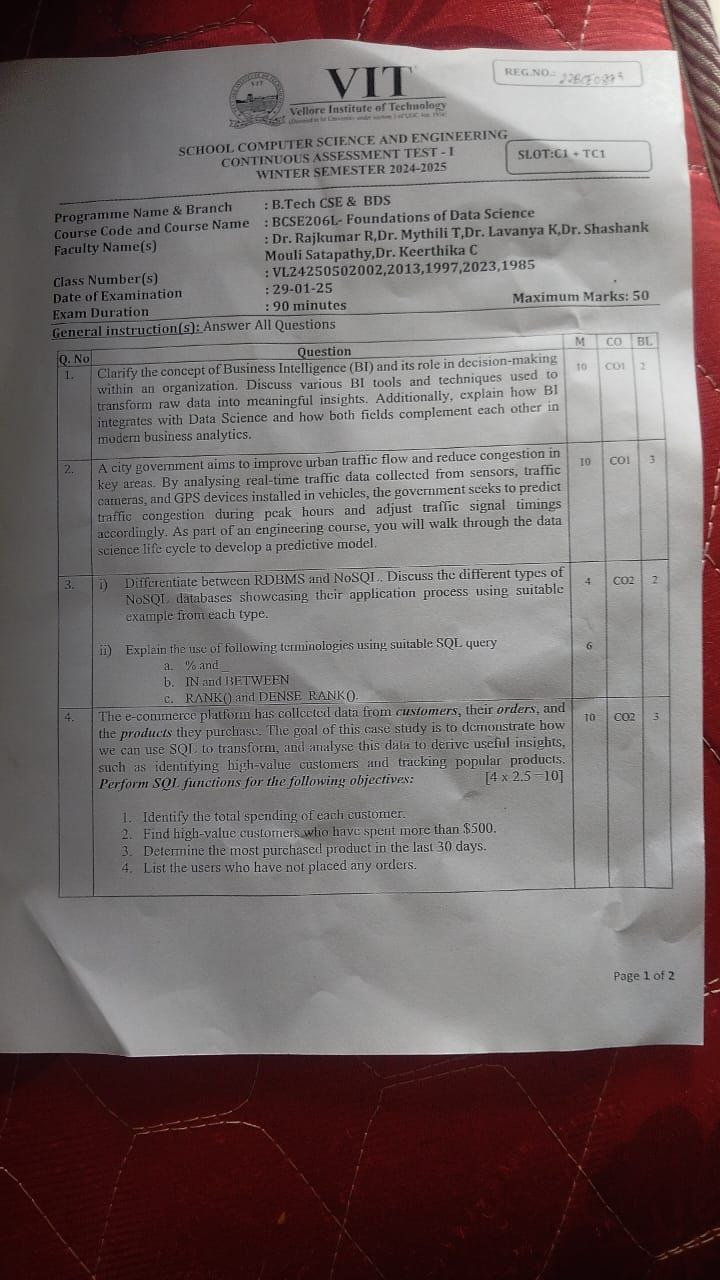 VIT
Vellore Institute of Technology
(Deemed to be University under section 3 of UGC Act, 1956)
REG.NO.:
SCHOOL COMPUTER SCIENCE AND ENGINEERING
CONTINUOUS ASSESSMENT TEST - I
WINTER SEMESTER 2024-2025
SLOT:C1 + TC1
Programme Name & Branch : B.Tech CSE & BDS
Course Code and Course Name : BCSE206L- Foundations of Data Science
Faculty Name(s) : Dr. Rajkumar R,Dr. Mythili T,Dr. Lavanya K,Dr. Shashank
Mouli Satapathy,Dr. Keerthika C
Class Number(s) : VL24250502002,2013,1997,2023,1985
Date of Examination : 29-01-25
Exam Duration : 90 minutes Maximum Marks: 50
General instruction(s): Answer All Questions
Q. No Question M CO BL
1. Clarify the concept of Business Intelligence (BI) and its role in decision-making 10 CO1 2
within an organization. Discuss various BI tools and techniques used to
transform raw data into meaningful insights. Additionally, explain how BI
integrates with Data Science and how both fields complement each other in
modern business analytics.
2. A city government aims to improve urban traffic flow and reduce congestion in 10 CO1 3
key areas. By analysing real-time traffic data collected from sensors, traffic
cameras, and GPS devices installed in vehicles, the government seeks to predict
traffic congestion during peak hours and adjust traffic signal timings
accordingly. As part of an engineering course, you will walk through the data
science life cycle to develop a predictive model.
3. i) Differentiate between RDBMS and NoSQL. Discuss the different types of 4 CO2 2
NoSQL databases showcasing their application process using suitable
example from each type.
ii) Explain the use of following terminologies using suitable SQL query 6
a. % and _
b. IN and BETWEEN
c. RANK() and DENSE_RANK().
4. The e-commerce platform has collected data from customers, their orders, and 10 CO2 3
the products they purchase. The goal of this case study is to demonstrate how
we can use SQL to transform, and analyse this data to derive useful insights,
such as identifying high-value customers and tracking popular products.
Perform SQL functions for the following objectives: [4 x 2.5=10]
1. Identify the total spending of each customer.
2. Find high-value customers who have spent more than $500.
3. Determine the most purchased product in the last 30 days.
4. List the users who have not placed any orders.
Page 1 of 2